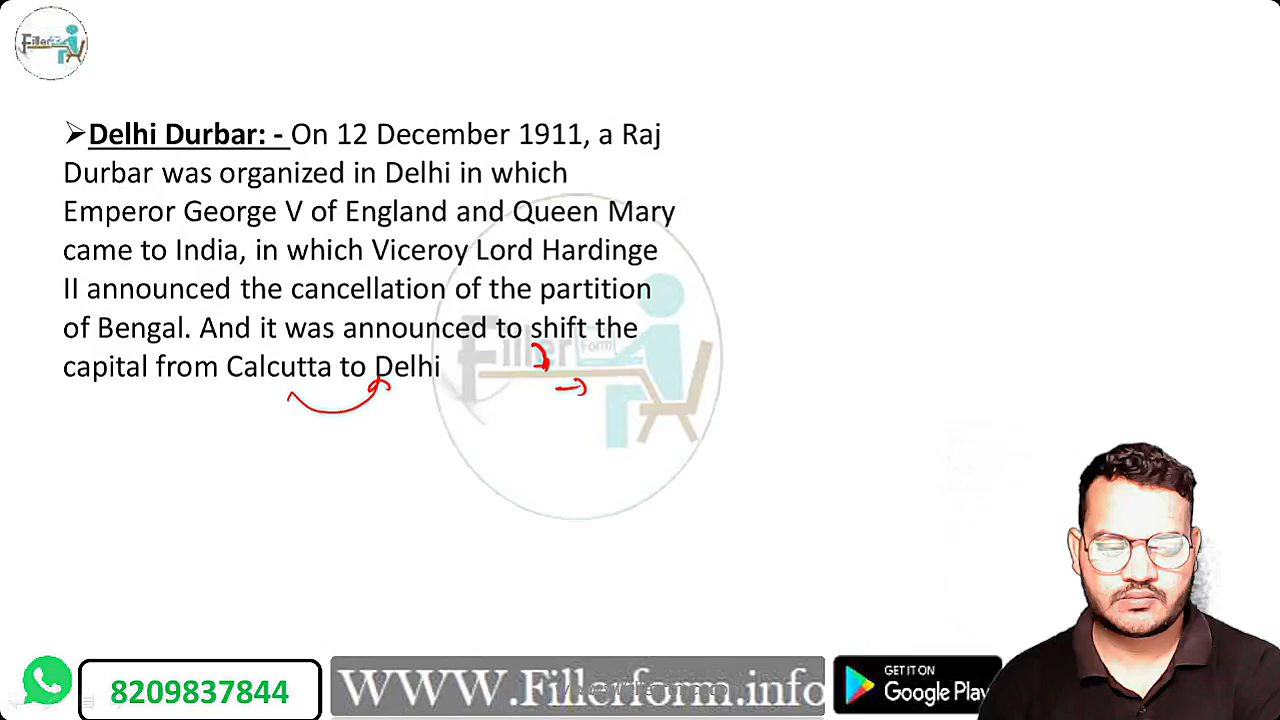 Fillerform
➢Delhi Durbar: - On 12 December 1911, a Raj
Durbar was organized in Delhi in which
Emperor George V of England and Queen Mary
came to India, in which Viceroy Lord Hardinge
II announced the cancellation of the partition
of Bengal. And it was announced to shift the
capital from Calcutta to Delhi
Filler Form
8209837844
WWW.Fillerform.info
GET IT ON
Google Play